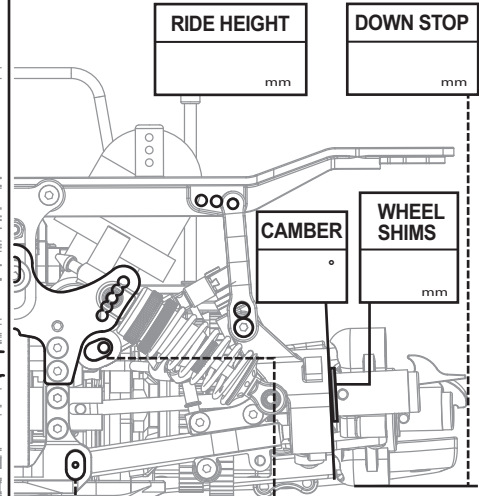 RIDE HEIGHT
mm
DOWN STOP
mm
CAMBER
°
WHEEL
SHIMS
mm